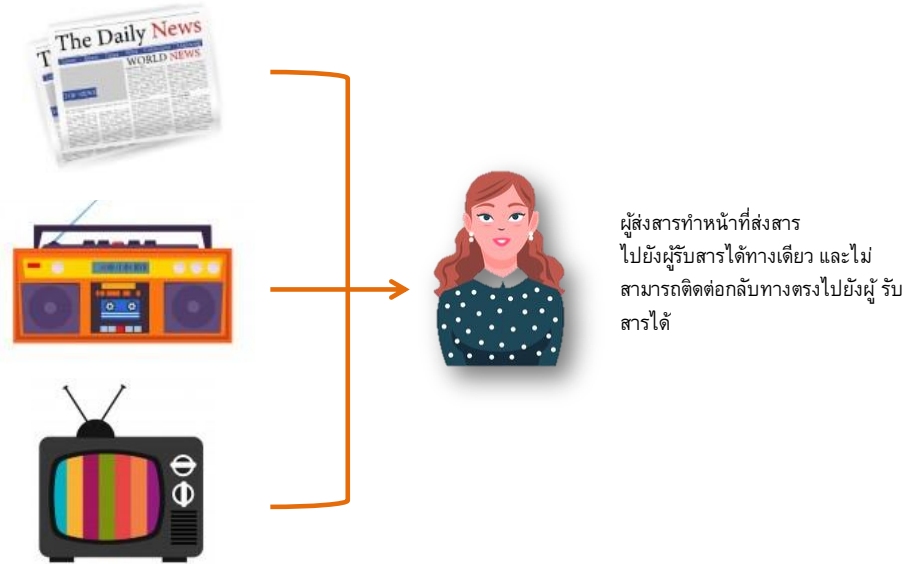 The Daily News
WORLD NEWS
TOP NEWS
ผู้ส่งสารทำหน้าที่ส่งสาร
ไปยังผู้รับสารได้ทางเดียว และไม่
สามารถติดต่อกลับทางตรงไปยังผู้ รับ
สารได้